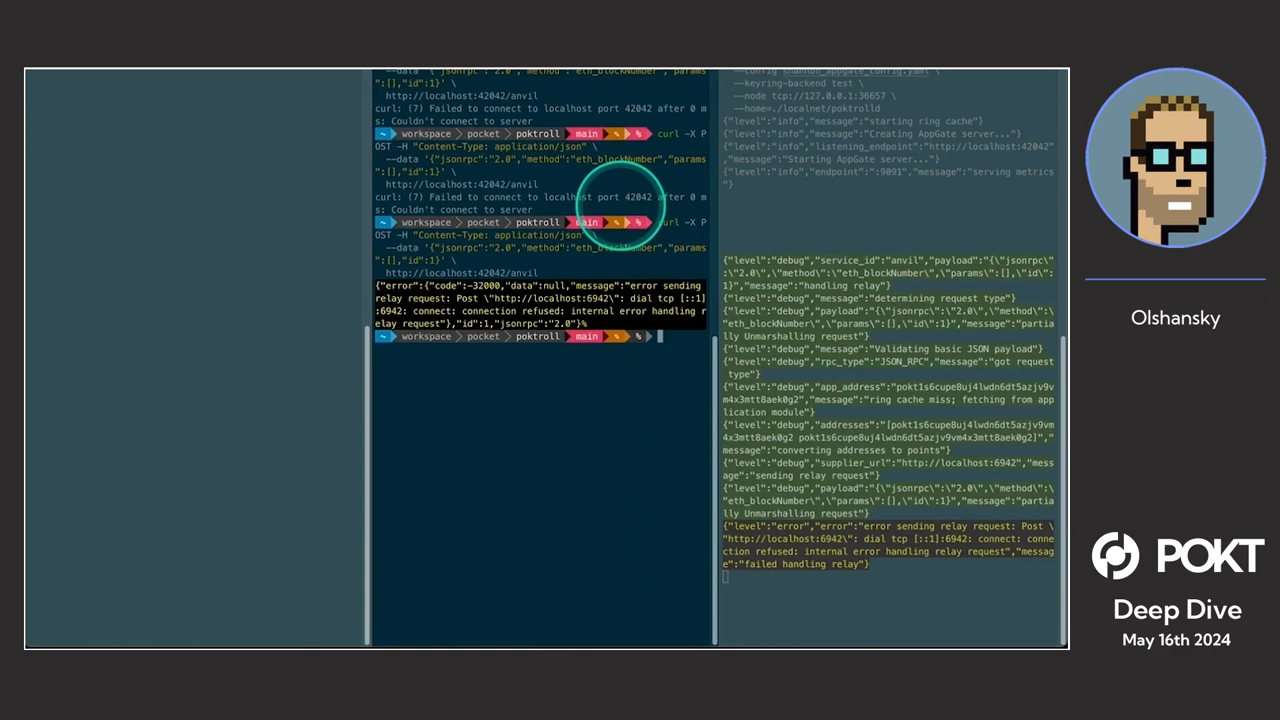 --data '{"jsonrpc":"2.0","method":"eth_blockNumber","params
":[],"id":1}' \
http://localhost:42042/anvil
curl: (7) Failed to connect to localhost port 42042 after 0 m
s: Couldn't connect to server
~ workspace pocket poktroll main % curl -X P
OST -H "Content-Type: application/json" \
--data '{"jsonrpc":"2.0","method":"eth_blockNumber","params
":[],"id":1}' \
http://localhost:42042/anvil
curl: (7) Failed to connect to localhost port 42042 after 0 m
s: Couldn't connect to server
~ workspace pocket poktroll main % curl -X P
OST -H "Content-Type: application/json" \
--data '{"jsonrpc":"2.0","method":"eth_blockNumber","params
":[],"id":1}' \
http://localhost:42042/anvil
{"error":{"code":-32000,"data":null,"message":"error sending
relay request: Post \"http://localhost:6942\": dial tcp [::1]
:6942: connect: connection refused: internal error handling r
elay request"},"id":1,"jsonrpc":"2.0"}%
~ workspace pocket poktroll main %
--config shannon_appgate_config.yaml \
--keyring-backend test \
--node tcp://127.0.0.1:36657 \
--home=./localnet/poktrolld
{"level":"info","message":"starting ring cache"}
{"level":"info","message":"Creating AppGate server..."}
{"level":"info","listening_endpoint":"http://localhost:42042"
,"message":"Starting AppGate server..."}
{"level":"info","endpoint":":9091","message":"serving metrics
"}
{"level":"debug","service_id":"anvil","payload":"{\"jsonrpc\
:\"2.0\",\"method\":\"eth_blockNumber\",\"params\":[],\"id\":
1}","message":"handling relay"}
{"level":"debug","message":"determining request type"}
{"level":"debug","payload":"{\"jsonrpc\":\"2.0\",\"method\":\
"eth_blockNumber\",\"params\":[],\"id\":1}","message":"partia
lly Unmarshalling request"}
{"level":"debug","message":"Validating basic JSON payload"}
{"level":"debug","rpc_type":"JSON_RPC","message":"got request
type"}
{"level":"debug","app_address":"pokt1s6cupe8uj4lwdn6dt5azjv9v
m4x3mtt8aek0g2","message":"ring cache miss; fetching from app
lication module"}
{"level":"debug","addresses":"[pokt1s6cupe8uj4lwdn6dt5azjv9vm
4x3mtt8aek0g2 pokt1s6cupe8uj4lwdn6dt5azjv9vm4x3mtt8aek0g2]","
message":"converting addresses to points"}
{"level":"debug","supplier_url":"http://localhost:6942","mess
age":"sending relay request"}
{"level":"debug","payload":"{\"jsonrpc\":\"2.0\",\"method\":\
"eth_blockNumber\",\"params\":[],\"id\":1}","message":"partia
lly Unmarshalling request"}
{"level":"error","error":"error sending relay request: Post \
"http://localhost:6942\": dial tcp [::1]:6942: connect: conne
ction refused: internal error handling relay request","messag
e":"failed handling relay"}
Olshansky
POKT
Deep Dive
May 16th 2024